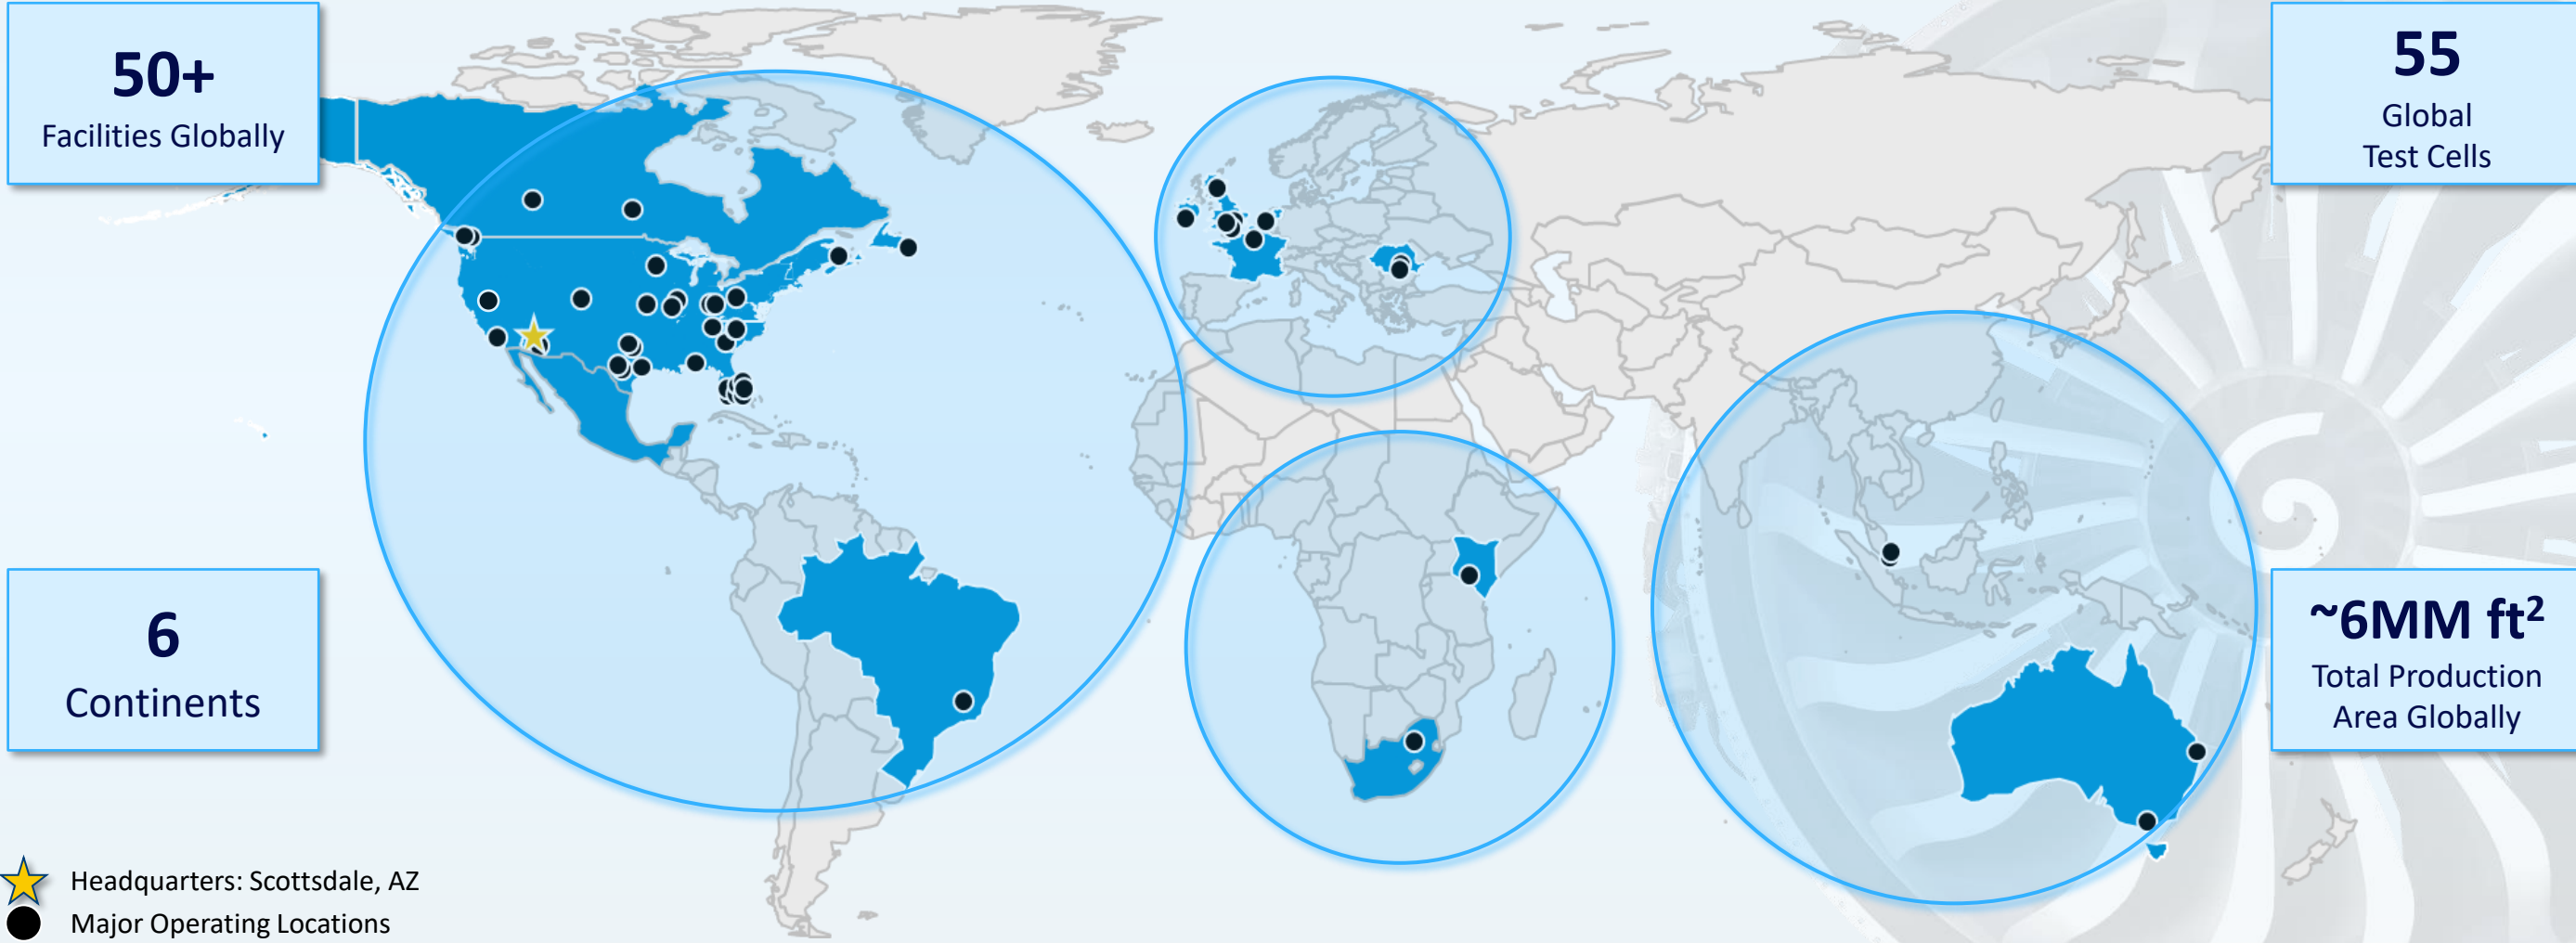 50+
Facilities Globally
55
Global
Test Cells
6
Continents
~6MM ft²
Total Production
Area Globally
Headquarters: Scottsdale, AZ
Major Operating Locations